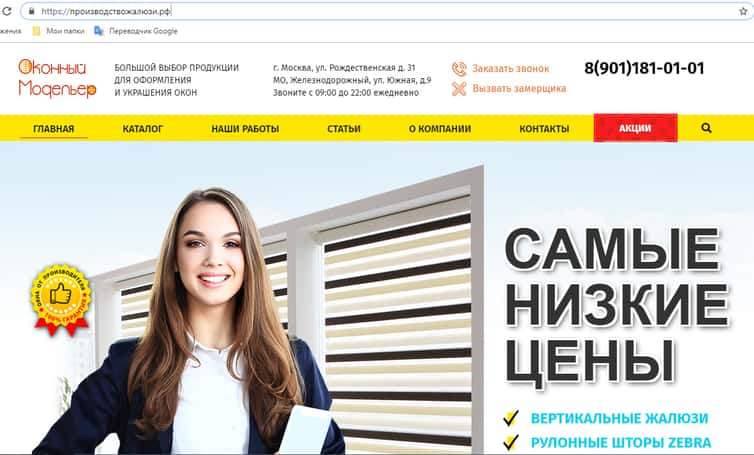 https://производствожалюзи.рф
жения
Мои папки
Переводчик Google
Оконный
Модельер
БОЛЬШОЙ ВЫБОР ПРОДУКЦИИ
ДЛЯ ОФОРМЛЕНИЯ
И УКРАШЕНИЯ ОКОН
г. Москва, ул. Рождественская д. 31
МО, Железнодорожный, ул. Южная, д.9
Звоните с 09:00 до 22:00 ежедневно
Заказать звонок
Вызвать замерщика
8(901)181-01-01
ГЛАВНАЯ
КАТАЛОГ
НАШИ РАБОТЫ
СТАТЬИ
О КОМПАНИИ
КОНТАКТЫ
АКЦИИ
ЦЕНА ОТ ПРОИЗВОДИТЕЛЯ
100% ГАРАНТИЯ
САМЫЕ
НИЗКИЕ
ЦЕНЫ
ВЕРТИКАЛЬНЫЕ ЖАЛЮЗИ
РУЛОННЫЕ ШТОРЫ ZEBRA